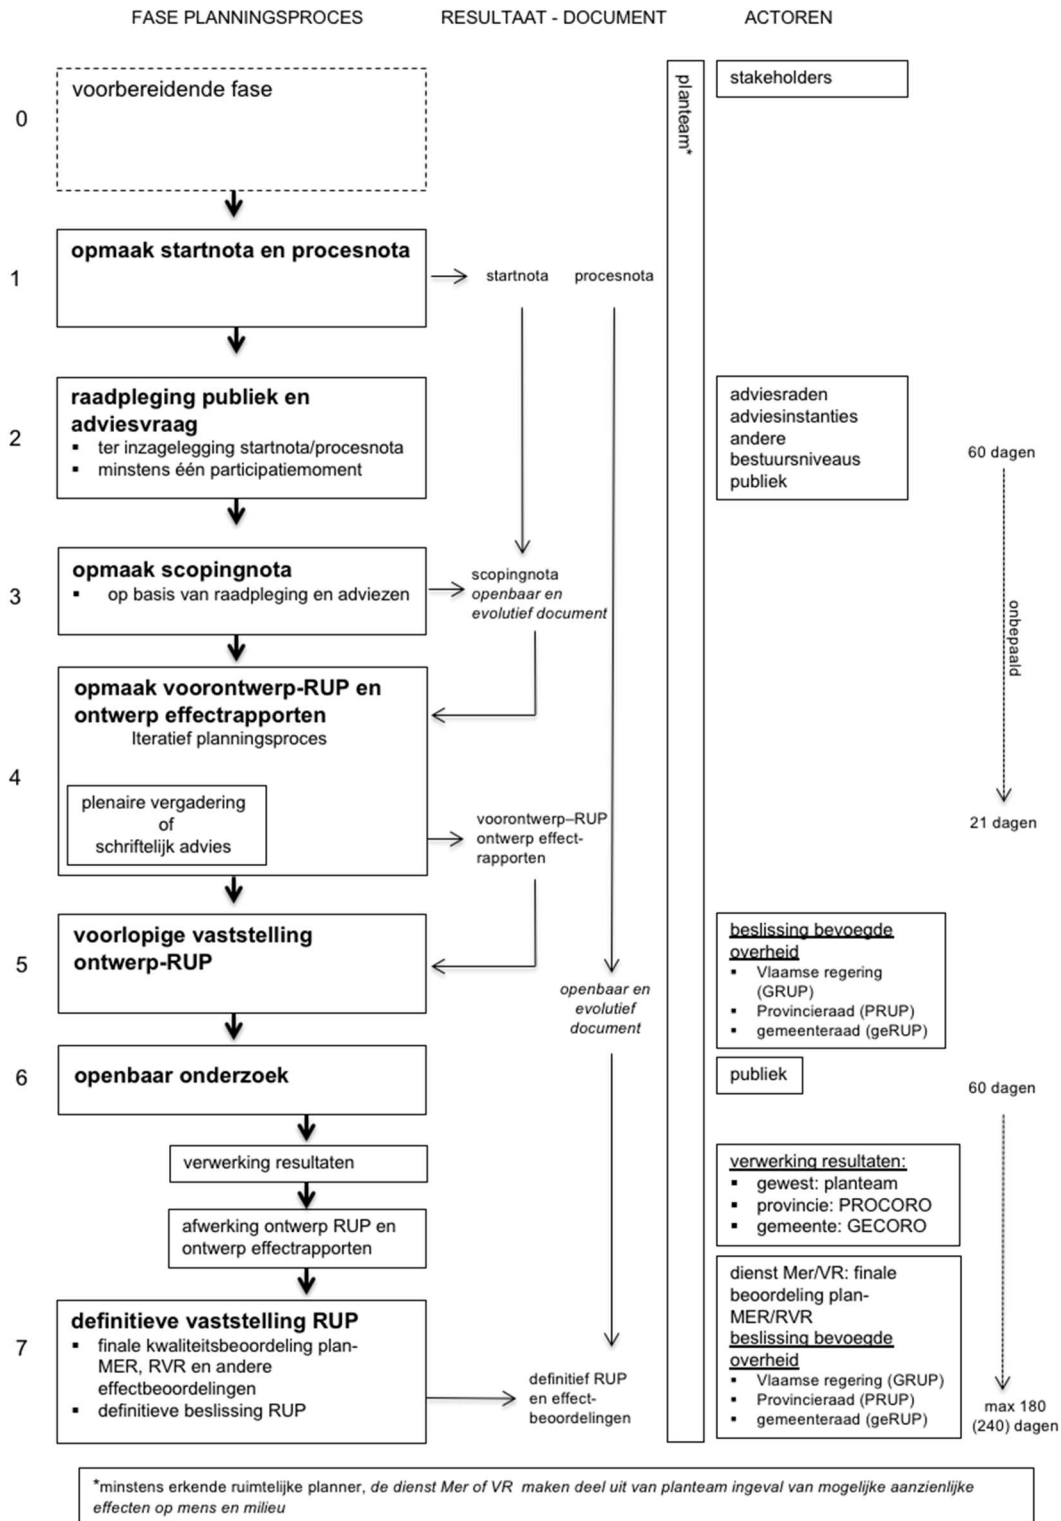 FASE PLANNINGSPROCES
RESULTAAT - DOCUMENT
ACTOREN
0
voorbereidende fase
planteam*
stakeholders
1
opmaak startnota en procesnota
startnota
procesnota
2
raadpleging publiek en
adviesvraag
▪ ter inzagelegging startnota/procesnota
▪ minstens één participatiemoment
adviesraden
adviesinstanties
andere
bestuursniveaus
publiek
60 dagen
3
opmaak scopingnota
▪ op basis van raadpleging en adviezen
scopingnota
openbaar en
evolutief document
onbepaald
4
opmaak voorontwerp-RUP en
ontwerp effectrapporten
Iteratief planningsproces
plenaire vergadering
of
schriftelijk advies
voorontwerp–RUP
ontwerp effect-
rapporten
21 dagen
5
voorlopige vaststelling
ontwerp-RUP
openbaar en
evolutief
document
beslissing bevoegde
overheid
▪ Vlaamse regering
(GRUP)
▪ Provincieraad (PRUP)
▪ gemeenteraad (geRUP)
6
openbaar onderzoek
publiek
60 dagen
verwerking resultaten
verwerking resultaten:
▪ gewest: planteam
▪ provincie: PROCORO
▪ gemeente: GECORO
afwerking ontwerp RUP en
ontwerp effectrapporten
7
definitieve vaststelling RUP
▪ finale kwaliteitsbeoordeling plan-
MER, RVR en andere
effectbeoordelingen
▪ definitieve beslissing RUP
definitief RUP
en effect-
beoordelingen
dienst Mer/VR: finale
beoordeling plan-
MER/RVR
beslissing bevoegde
overheid
▪ Vlaamse regering (GRUP)
▪ Provincieraad (PRUP)
▪ gemeenteraad (geRUP)
max 180
(240) dagen
*minstens erkende ruimtelijke planner, de dienst Mer of VR maken deel uit van planteam ingeval van mogelijke aanzienlijke
effecten op mens en milieu